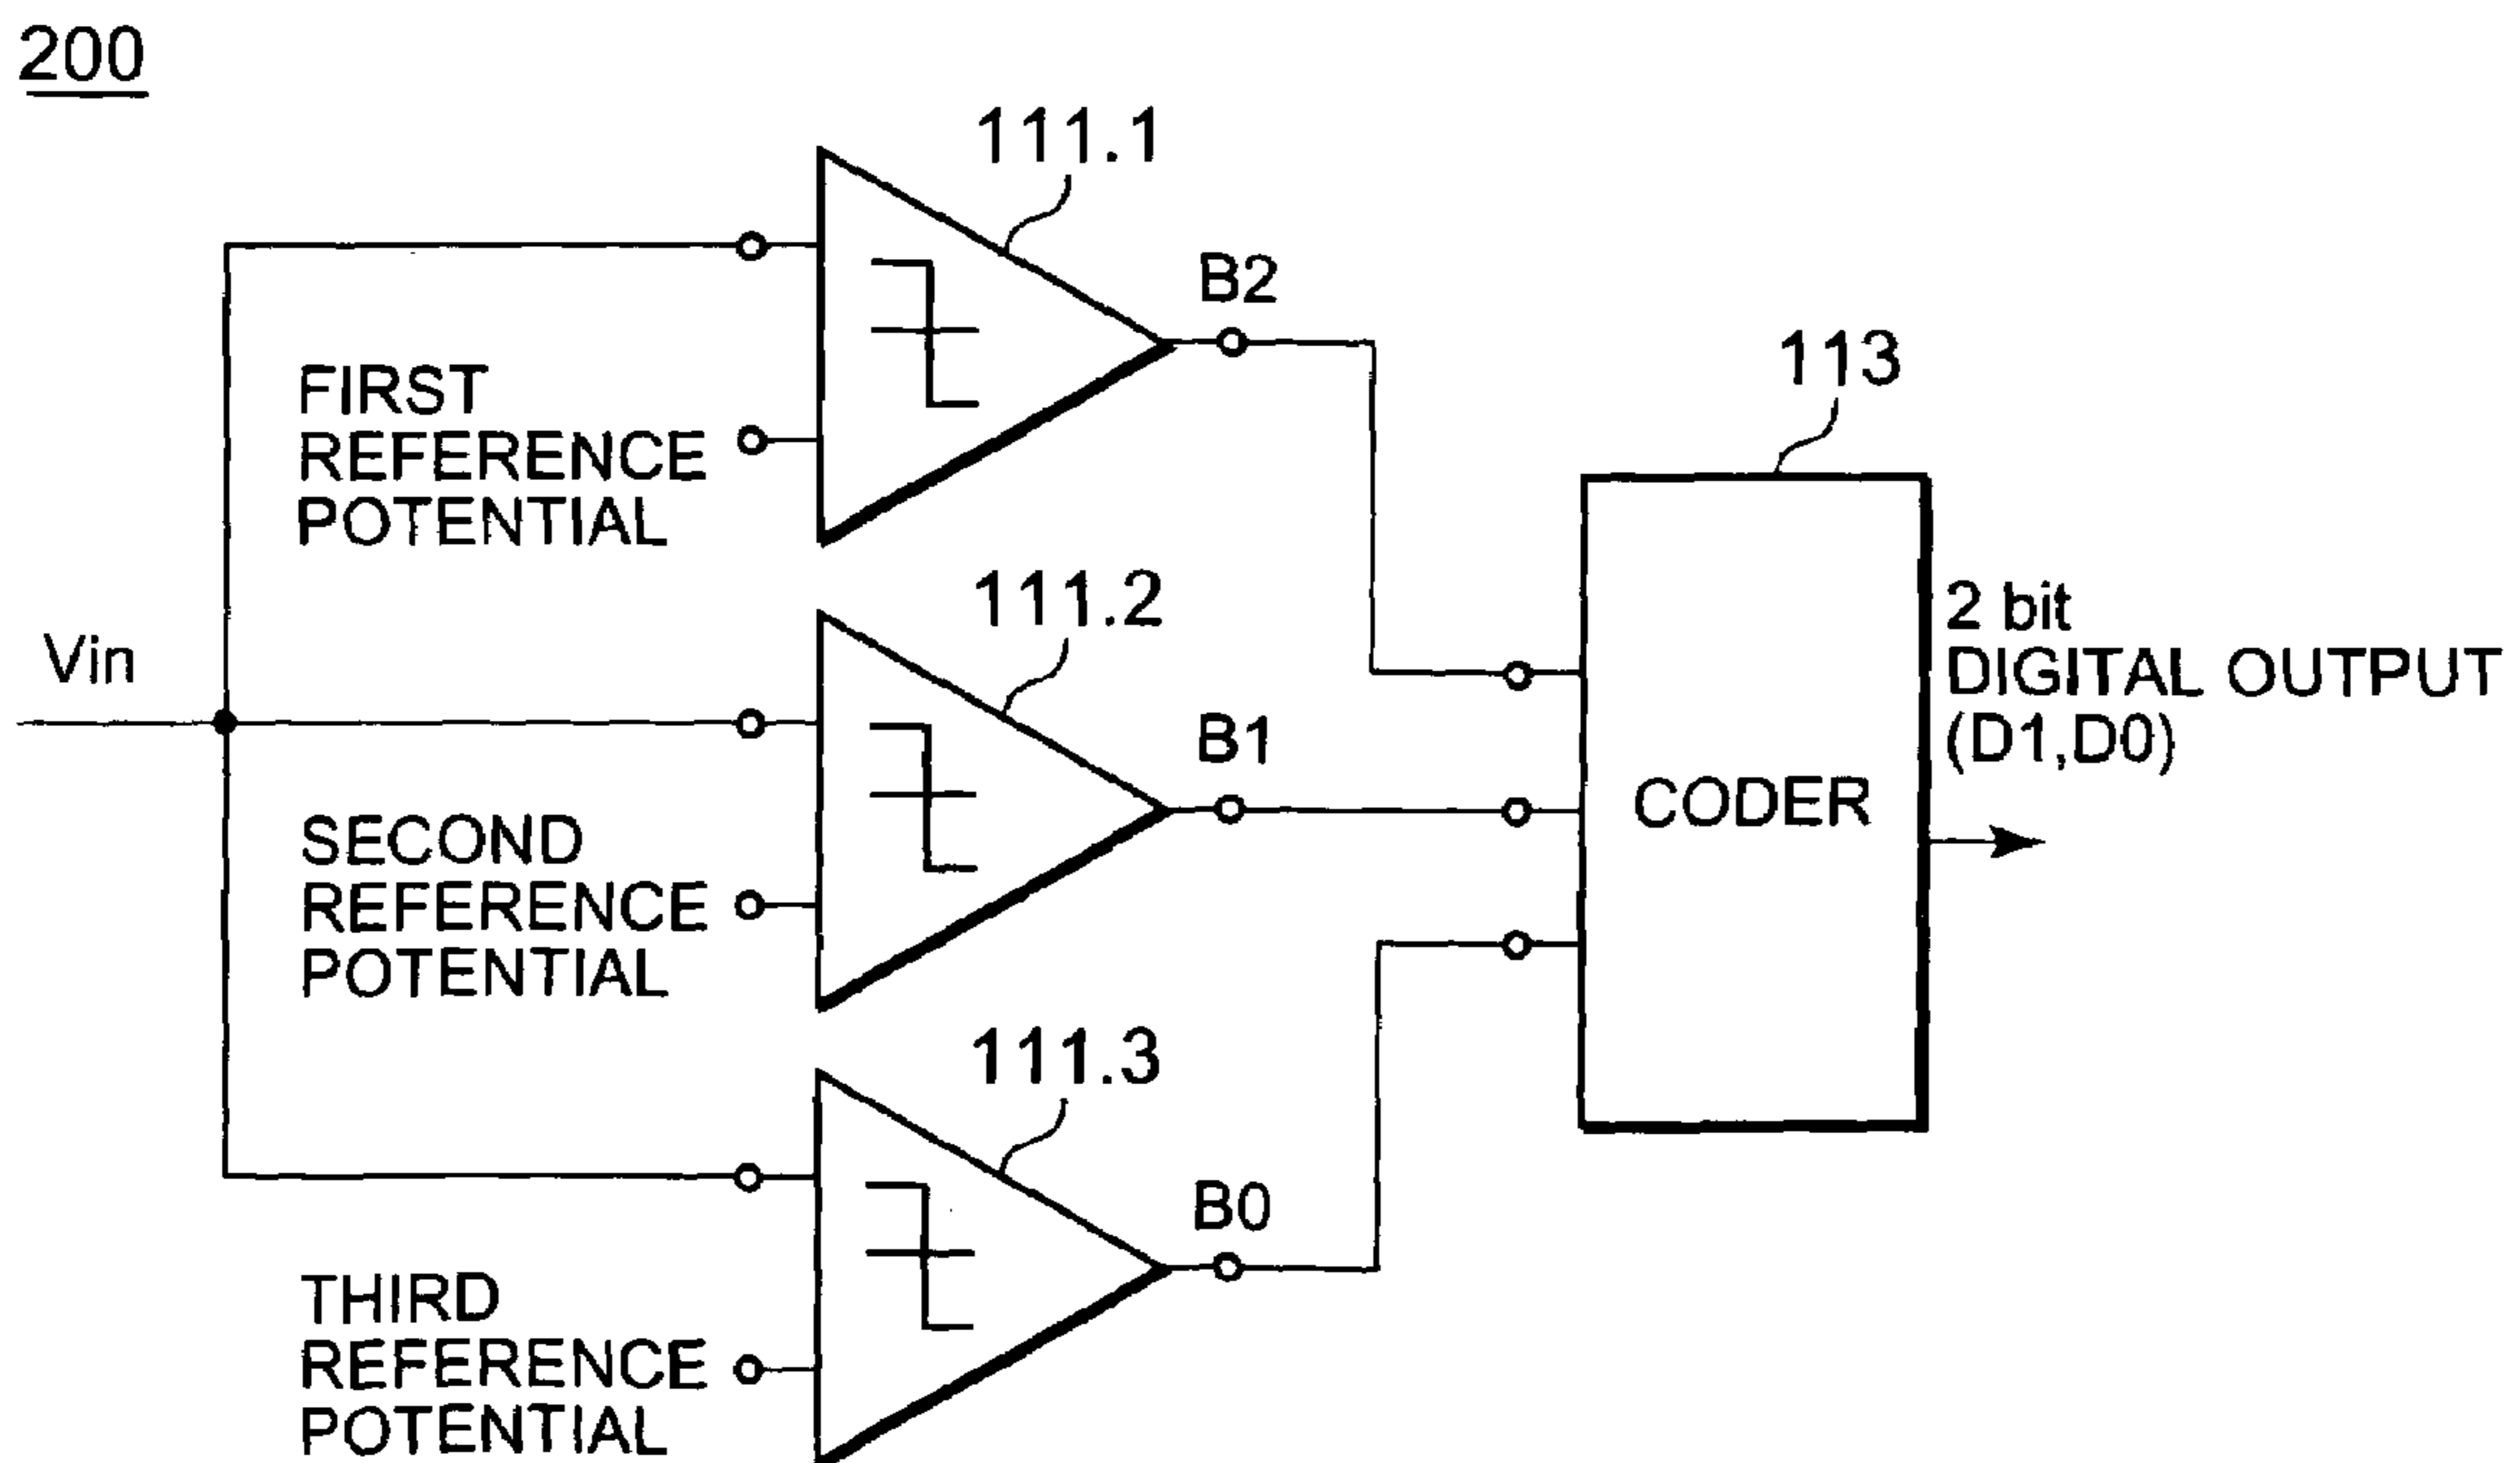 200
111.1
B2
FIRST
REFERENCE
POTENTIAL
113
111.2
2 bit
DIGITAL OUTPUT
(D1,D0)
Vin
B1
CODER
SECOND
REFERENCE
POTENTIAL
111.3
B0
THIRD
REFERENCE
POTENTIAL